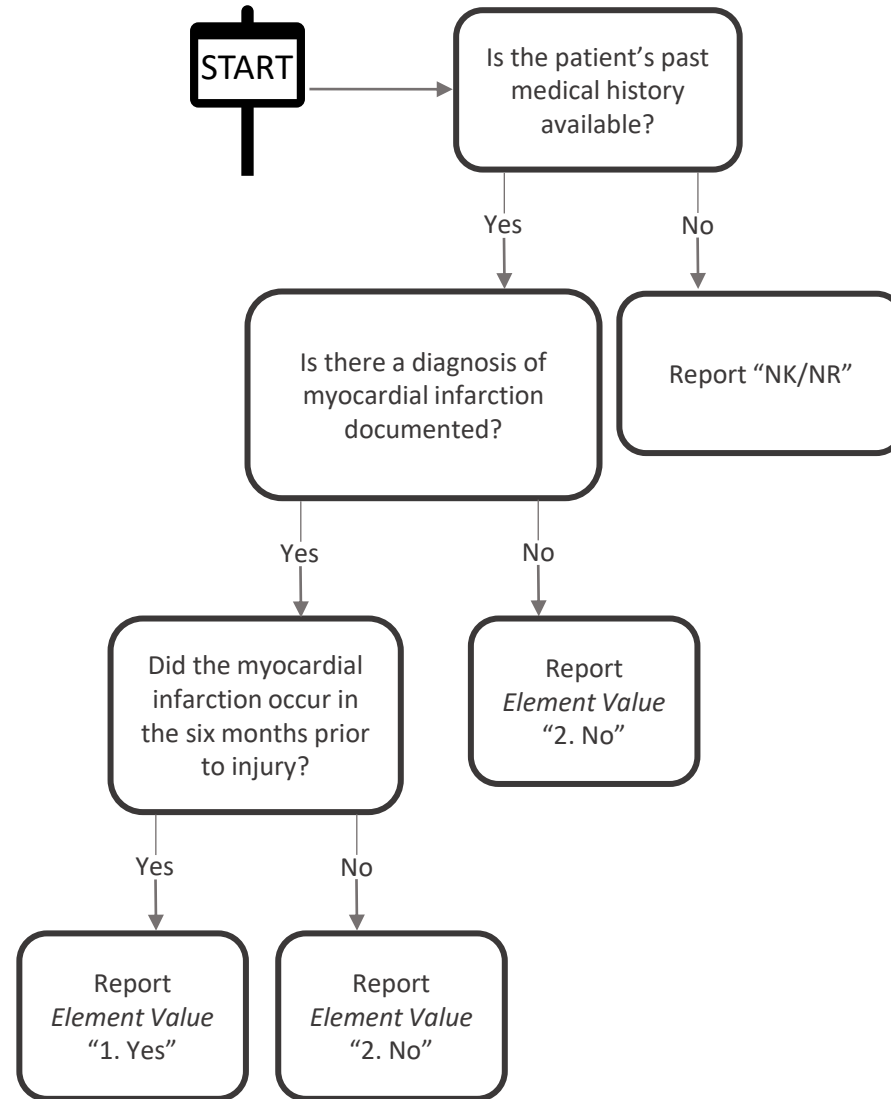 START
Is the patient’s past
medical history
available?
Yes
No
Is there a diagnosis of
myocardial infarction
documented?
Report “NK/NR”
Yes
No
Did the myocardial
infarction occur in
the six months prior
to injury?
Report
Element Value
“2. No”
Yes
No
Report
Element Value
“1. Yes”
Report
Element Value
“2. No”